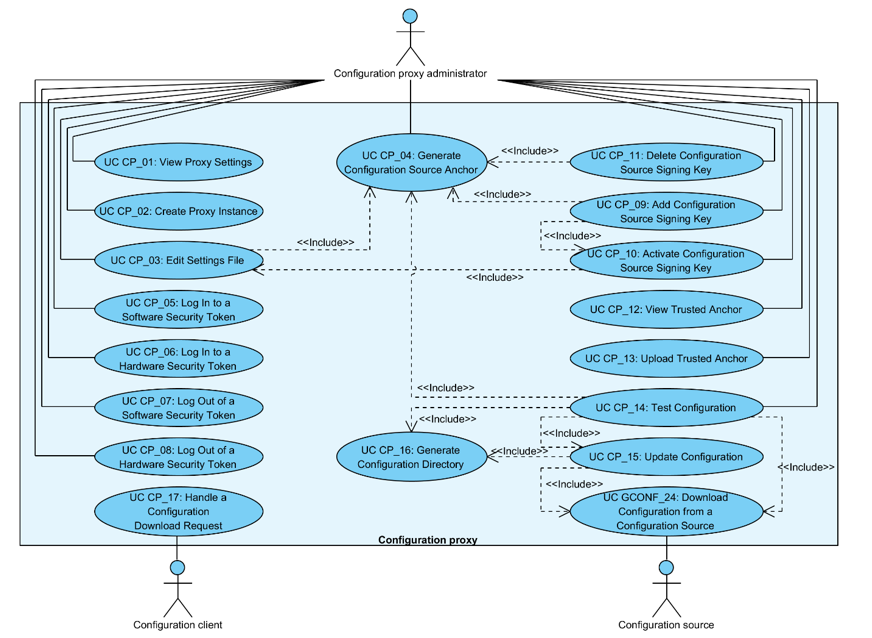 Configuration proxy administrator
UC CP_01: View Proxy Settings
UC CP_02: Create Proxy Instance
UC CP_03: Edit Settings File
UC CP_05: Log In to a
Software Security Token
UC CP_06: Log In to a
Hardware Security Token
UC CP_07: Log Out of a
Software Security Token
UC CP_08: Log Out of a
Hardware Security Token
UC CP_17: Handle a
Configuration
Download Request
UC CP_04: Generate
Configuration Source Anchor
<<Include>>
<<Include>>
<<Include>>
<<Include>>
<<Include>>
<<Include>>
<<Include>>
UC CP_16: Generate
Configuration Directory
<<Include>>
<<Include>>
<<Include>>
<<Include>>
UC CP_11: Delete Configuration
Source Signing Key
UC CP_09: Add Configuration
Source Signing Key
UC CP_10: Activate Configuration
Source Signing Key
UC CP_12: View Trusted Anchor
UC CP_13: Upload Trusted Anchor
UC CP_14: Test Configuration
UC CP_15: Update Configuration
UC GCONF_24: Download
Configuration from a
Configuration Source
Configuration proxy
Configuration client
Configuration source